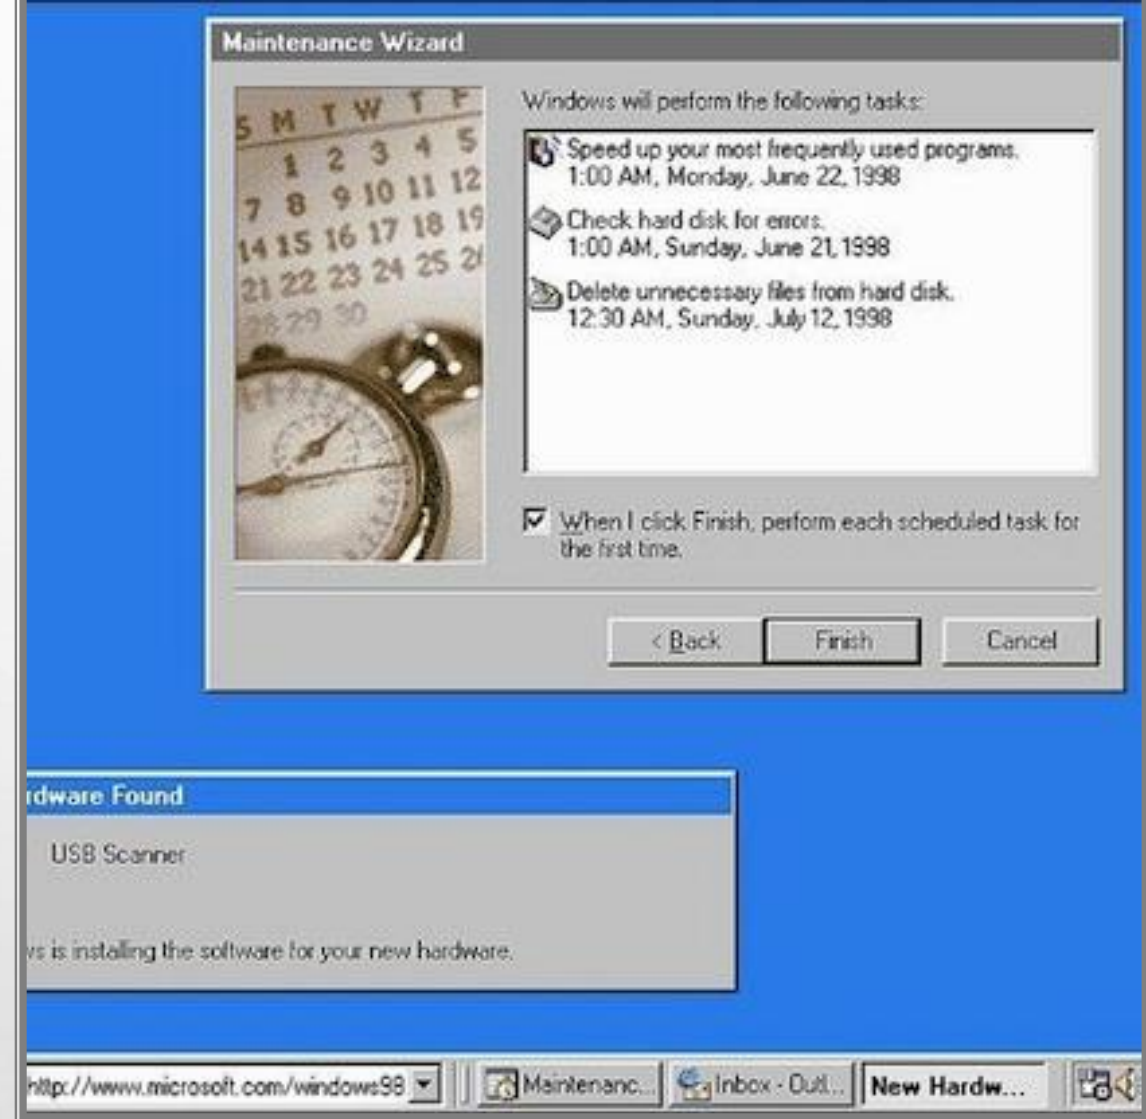 Maintenance Wizard
S M T W T F
1 2 3 4 5
7 8 9 10 11 12
14 15 16 17 18 19
21 22 23 24 25 26
28 29 30
Windows will perform the following tasks:
Speed up your most frequently used programs.
1:00 AM, Monday, June 22, 1998
Check hard disk for errors.
1:00 AM, Sunday, June 21, 1998
Delete unnecessary files from hard disk.
12:30 AM, Sunday, July 12, 1998
When I click Finish, perform each scheduled task for
the first time.
< Back Finish Cancel
rdware Found
USB Scanner
ws is installing the software for your new hardware.
http://www.microsoft.com/windows98 Maintenanc... Inbox - Outl... New Hardw...